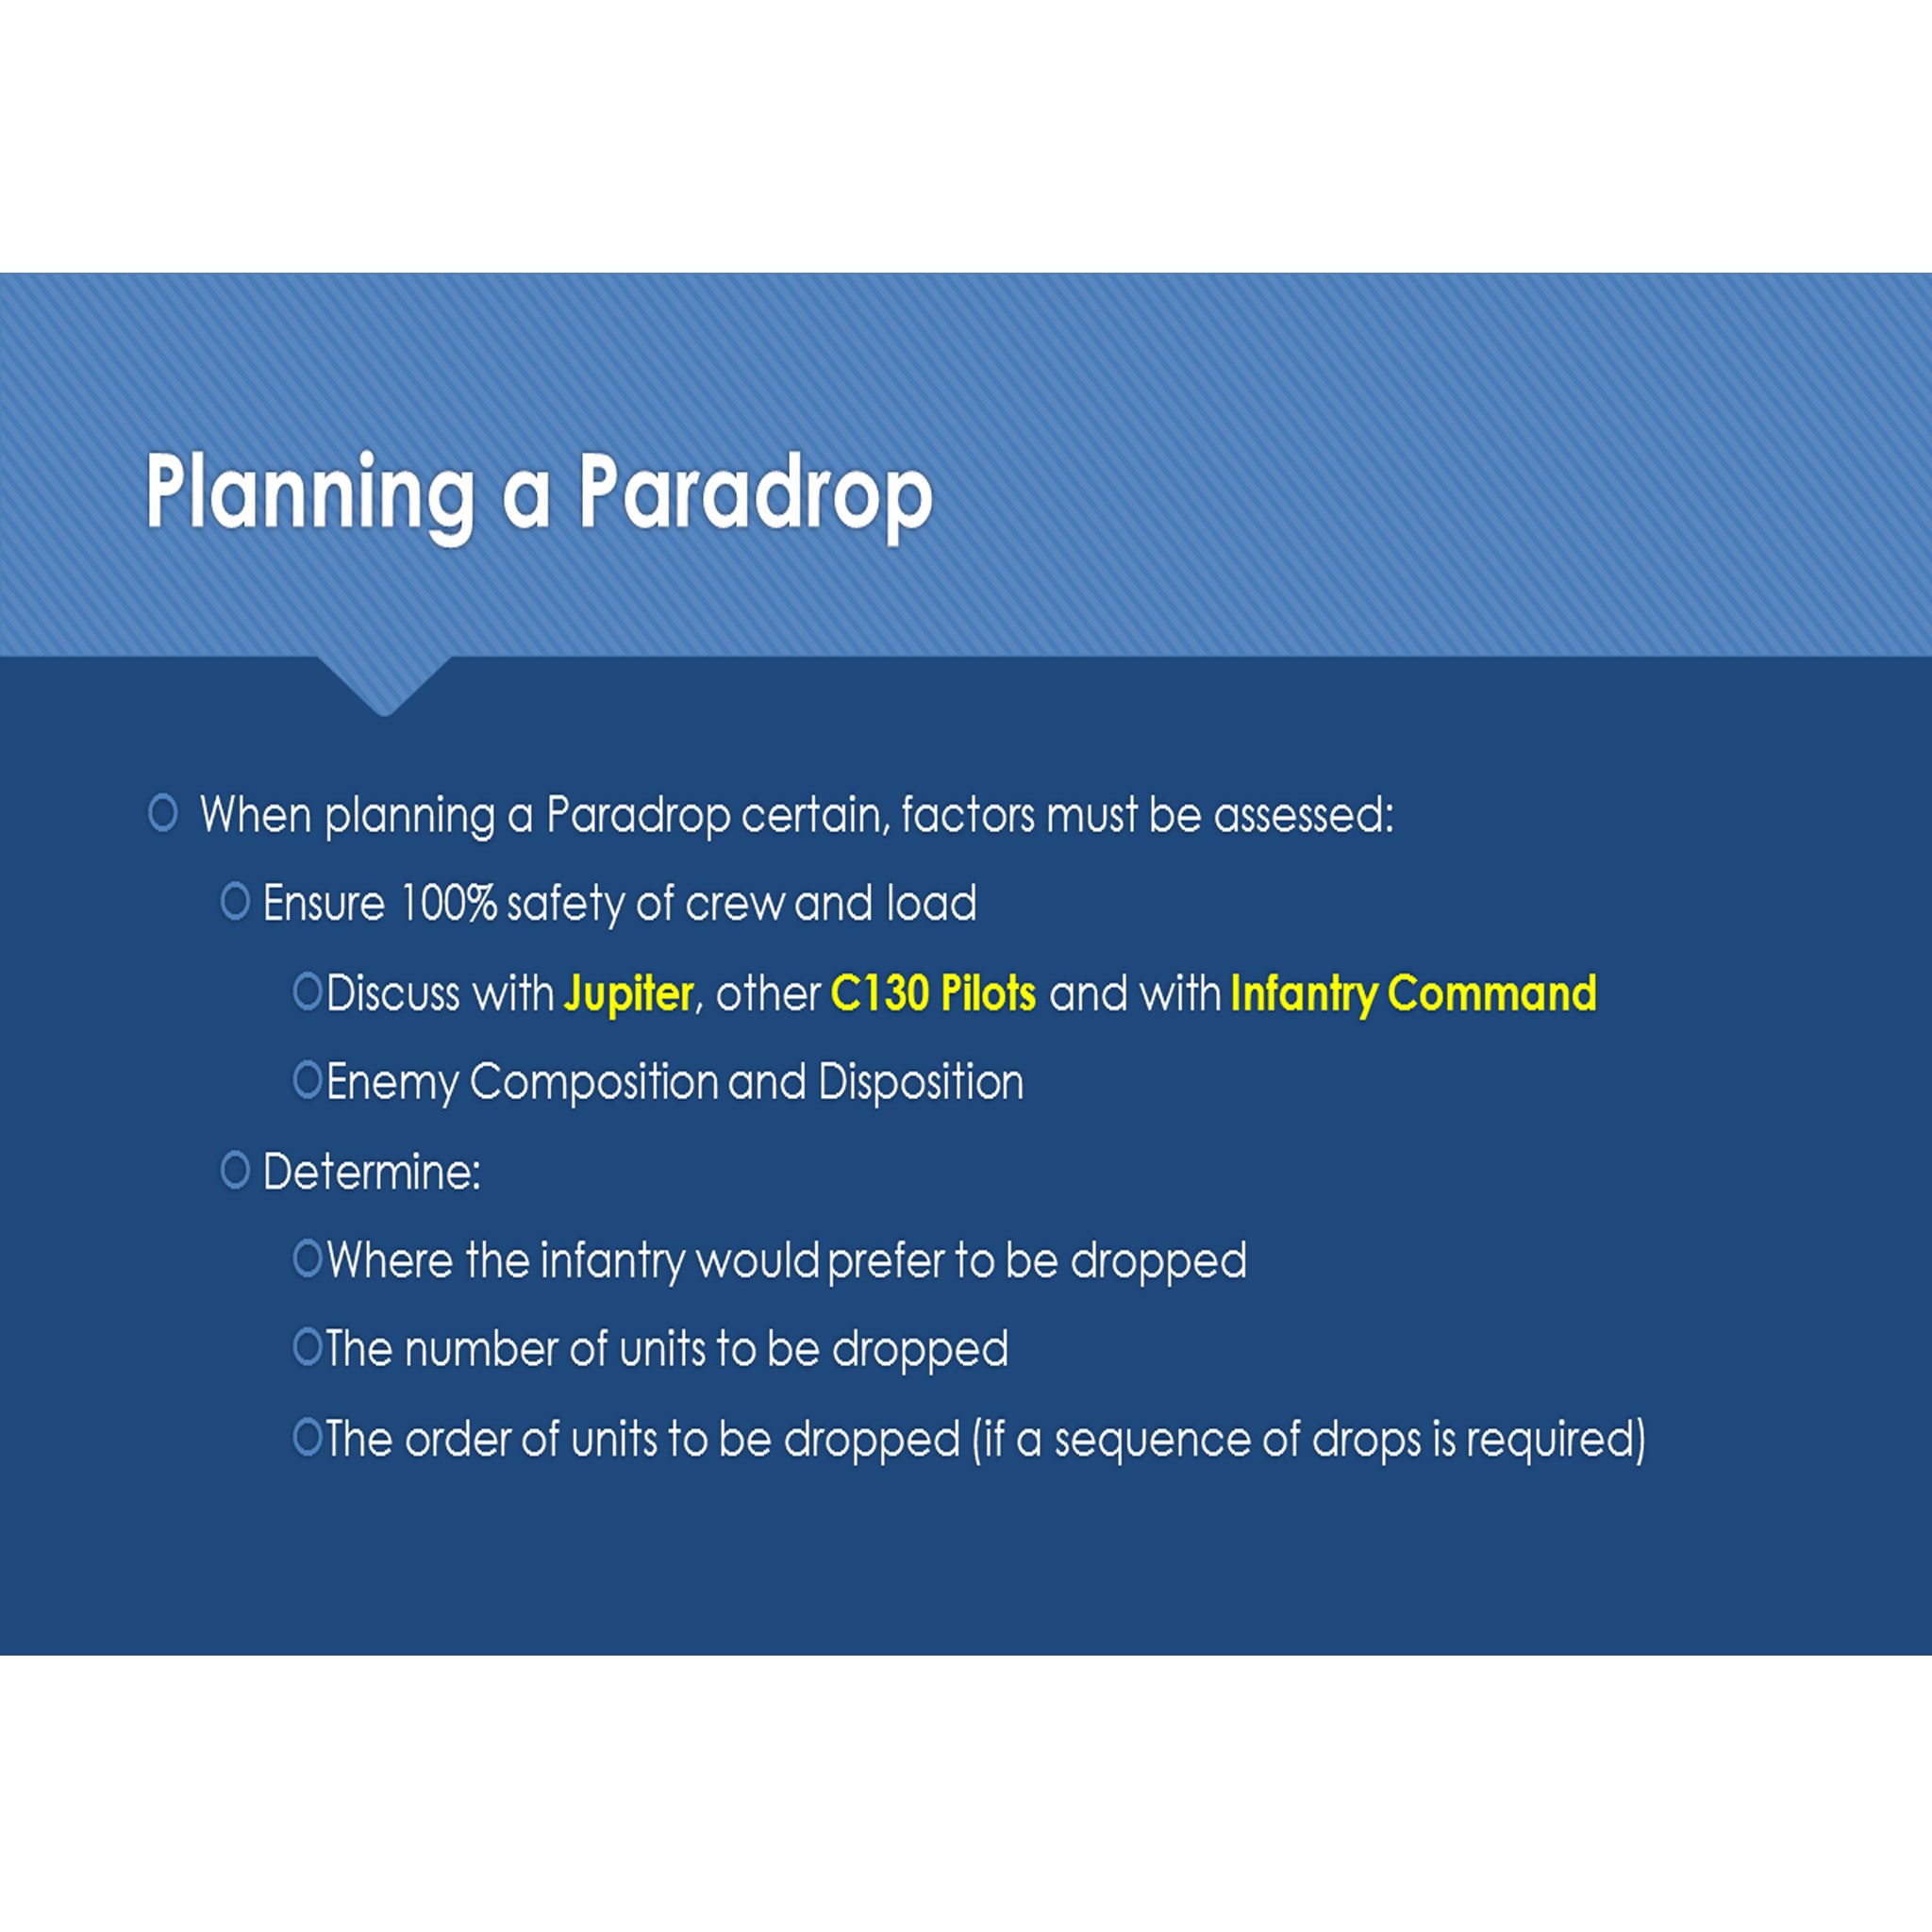 Planning a Paradrop
When planning a Paradrop certain, factors must be assessed:
Ensure 100% safety of crew and load
Discuss with Jupiter, other C130 Pilots and with Infantry Command
Enemy Composition and Disposition
Determine:
Where the infantry would prefer to be dropped
The number of units to be dropped
The order of units to be dropped (if a sequence of drops is required)